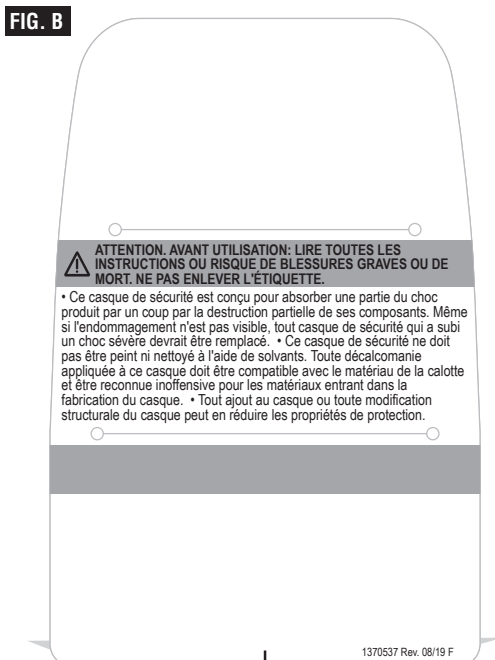 FIG. B
ATTENTION. AVANT UTILISATION: LIRE TOUTES LES
INSTRUCTIONS OU RISQUE DE BLESSURES GRAVES OU DE
MORT. NE PAS ENLEVER L'ÉTIQUETTE.
• Ce casque de sécurité est conçu pour absorber une partie du choc
produit par un coup par la destruction partielle de ses composants. Même
si l'endommagement n'est pas visible, tout casque de sécurité qui a subi
un choc sévère devrait être remplacé. • Ce casque de sécurité ne doit
pas être peint ni nettoyé à l'aide de solvants. Toute décalcomanie
appliquée à ce casque doit être compatible avec le matériau de la calotte
et être reconnue inoffensive pour les matériaux entrant dans la
fabrication du casque. • Tout ajout au casque ou toute modification
structurale du casque peut en réduire les propriétés de protection.
1370537 Rev. 08/19 F